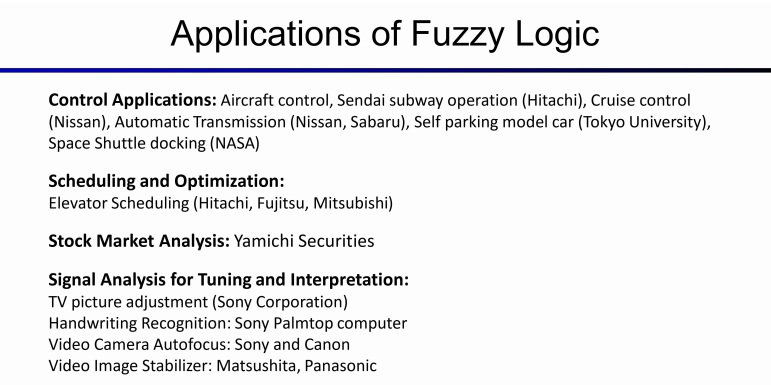 Applications of Fuzzy Logic
Control Applications: Aircraft control, Sendai subway operation (Hitachi), Cruise control
(Nissan), Automatic Transmission (Nissan, Sabaru), Self parking model car (Tokyo University),
Space Shuttle docking (NASA)
Scheduling and Optimization:
Elevator Scheduling (Hitachi, Fujitsu, Mitsubishi)
Stock Market Analysis: Yamichi Securities
Signal Analysis for Tuning and Interpretation:
TV picture adjustment (Sony Corporation)
Handwriting Recognition: Sony Palmtop computer
Video Camera Autofocus: Sony and Canon
Video Image Stabilizer: Matsushita, Panasonic